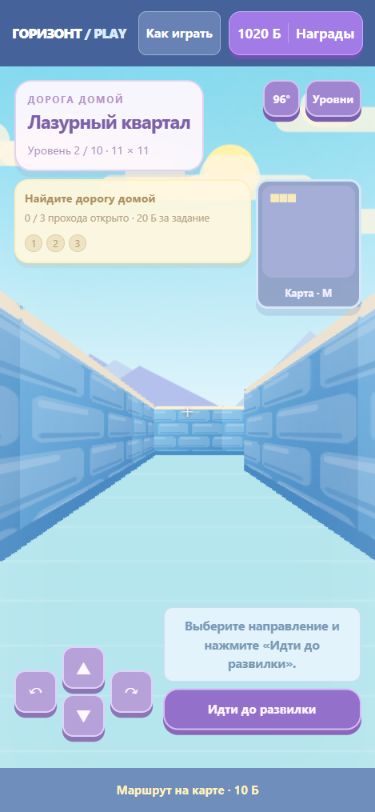 ГОРИЗОНТ / PLAY
Как играть
1020 Б
Награды
ДОРОГА ДОМОЙ
Лазурный квартал
Уровень 2 / 10 · 11 × 11
96°
Уровни
Найдите дорогу домой
0 / 3 прохода открыто · 20 Б за задание
1 2 3
Карта · М
Выберите направление и
нажмите «Идти до
развилки».
Идти до развилки
Маршрут на карте · 10 Б